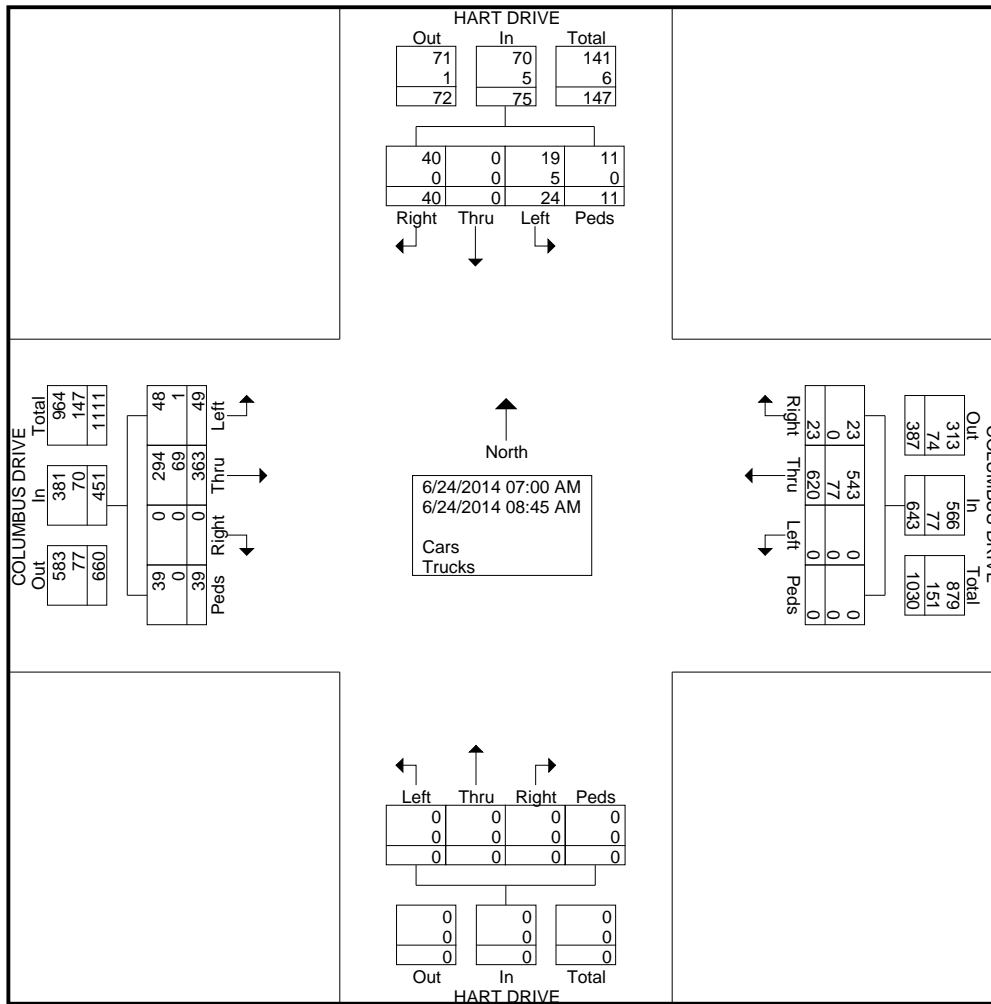 HART DRIVE
Out In Total
71 70 141
1 5 6
72 75 147
40 0 19 11
0 0 5 0
40 0 24 11
Right Thru Left Peds
COLUMBUS DRIVE
Total In Out
964 381 583
147 70 77
1111 451 660
48 294 0 39
1 69 0 0
49 363 0 39
Left Thru Right Peds
North
6/24/2014 07:00 AM
6/24/2014 08:45 AM
Cars
Trucks
Right Thru Left Peds
23 620 0 0
0 77 0 0
23 543 0 0
387 643 1030
74 77 151
313 566 879
Out In Total
COLUMBUS DRIVE
Left Thru Right Peds
0 0 0 0
0 0 0 0
0 0 0 0
0 0 0
0 0 0
0 0 0
Out In Total
HART DRIVE